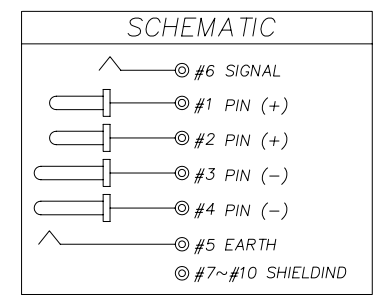 SCHEMATIC
#6 SIGNAL
#1 PIN (+)
#2 PIN (+)
#3 PIN (−)
#4 PIN (−)
#5 EARTH
#7~#10 SHIELDIND